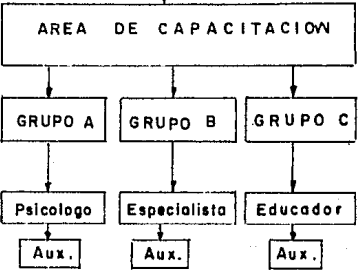 AREA DE CAPACITACION
GRUPO A GRUPO B GRUPO C
Psicologo Especialista Educador
Aux. Aux. Aux.